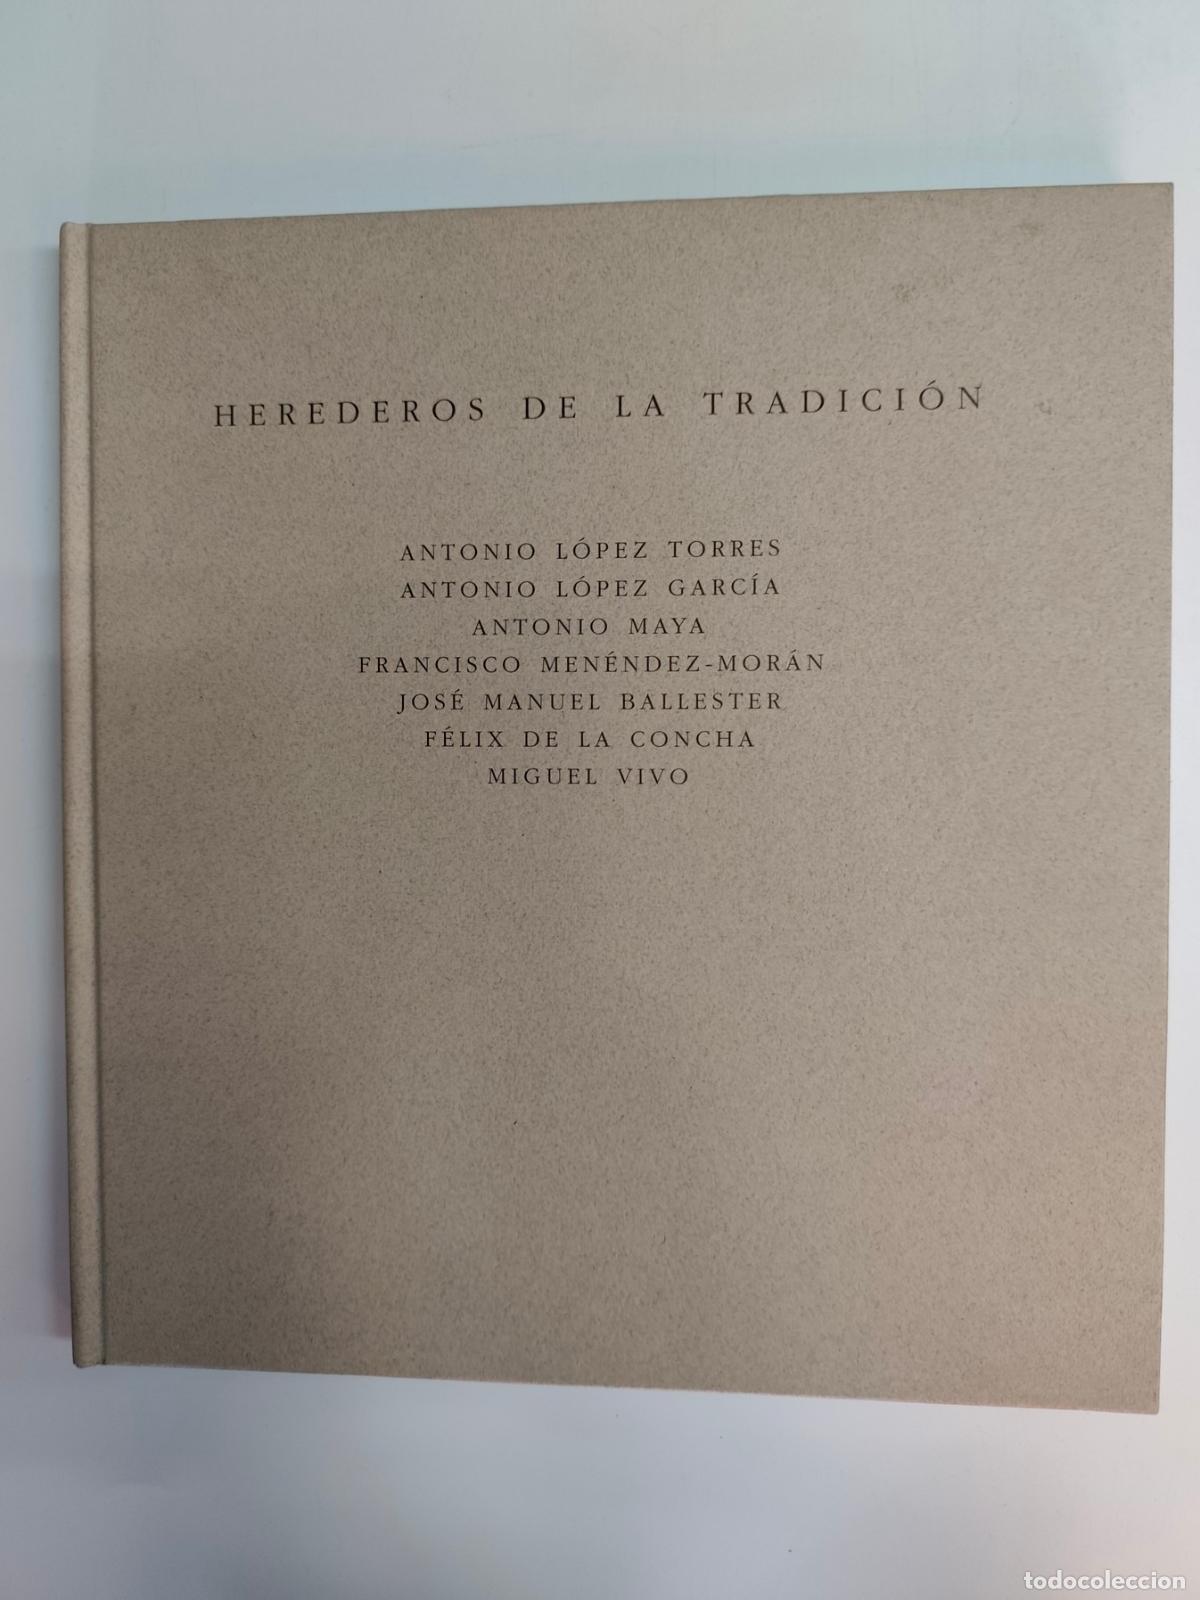 HEREDEROS DE LA TRADICIÓN
ANTONIO LÓPEZ TORRES
ANTONIO LÓPEZ GARCÍA
ANTONIO MAYA
FRANCISCO MENÉNDEZ-MORÁN
JOSÉ MANUEL BALLESTER
FÉLIX DE LA CONCHA
MIGUEL VIVO
todocoleccion